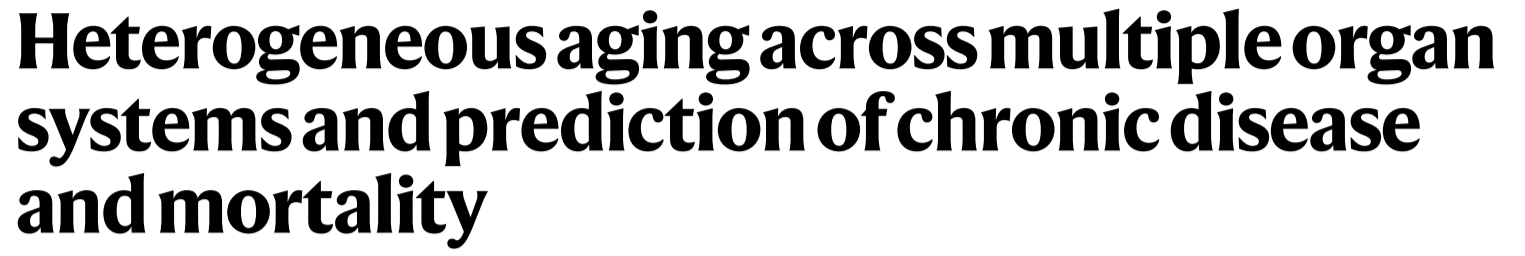 Heterogeneous aging across multiple organ
systems and prediction of chronic disease
and mortality